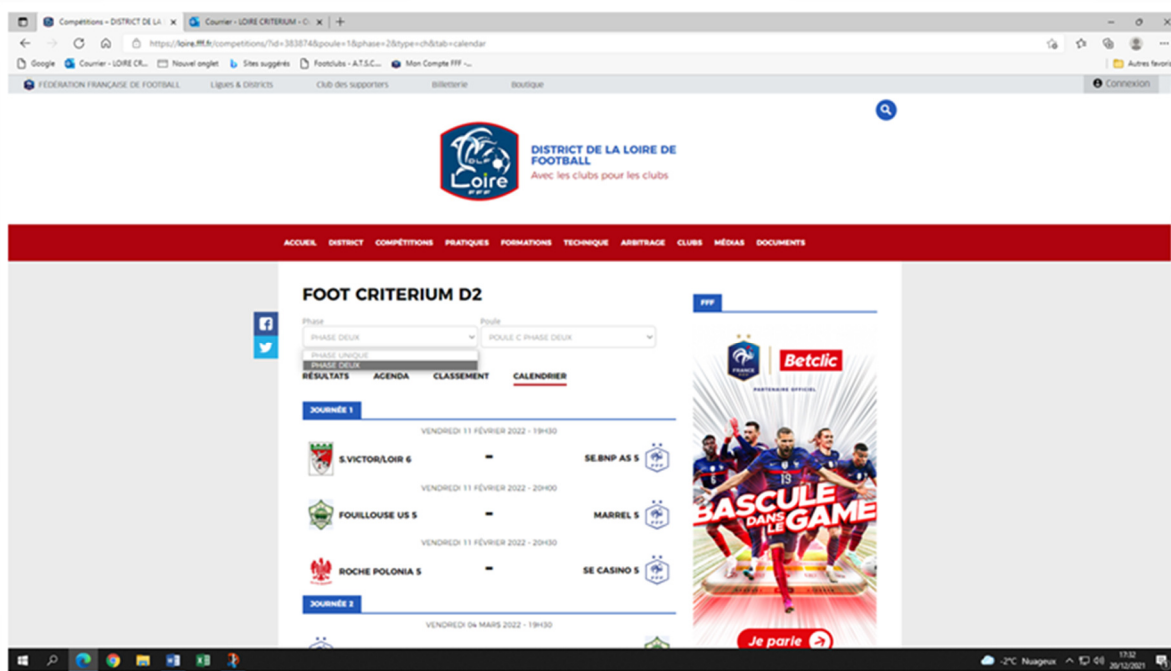 Compétitions – DISTRICT DE LA L
Courrier - LOIRE CRITERIUM - O
https://loire.fff.fr/competitions/?id=383874&poule=1&phase=2&type=ch&tab=calendar
Google Courrier - LOIRE CR... Nouvel onglet Sites suggérés Footclubs - A.T.S.C... Mon Compte FFF -... Autres favoris
FÉDÉRATION FRANÇAISE DE FOOTBALL Ligues & Districts Club des supporters Billetterie Boutique Connexion
DLF
Loire
DISTRICT DE LA LOIRE DE
FOOTBALL
Avec les clubs pour les clubs
ACCUEIL DISTRICT COMPÉTITIONS PRATIQUES FORMATIONS TECHNIQUE ARBITRAGE CLUBS MÉDIAS DOCUMENTS
FOOT CRITERIUM D2
Phase Poule
PHASE DEUX POULE C PHASE DEUX
PHASE UNIQUE
PHASE DEUX
RÉSULTATS AGENDA CLASSEMENT CALENDRIER
JOURNÉE 1
VENDREDI 11 FÉVRIER 2022 - 19H30
S.VICTOR/LOIR 6 - SE.BNP AS 5
FFF
VENDREDI 11 FÉVRIER 2022 - 20H00
FOUILLOUSE US 5 - MARREL 5
FFF
VENDREDI 11 FÉVRIER 2022 - 20H30
ROCHE POLONIA 5 - SE CASINO 5
FFF
JOURNÉE 2
VENDREDI 04 MARS 2022 - 19H30
FFF
FRANCE
Betclic
PARTENAIRE OFFICIEL
19
BASCULE
DANS LE GAME
Je parie
-2°C Nuageux
17:32
20/12/2021